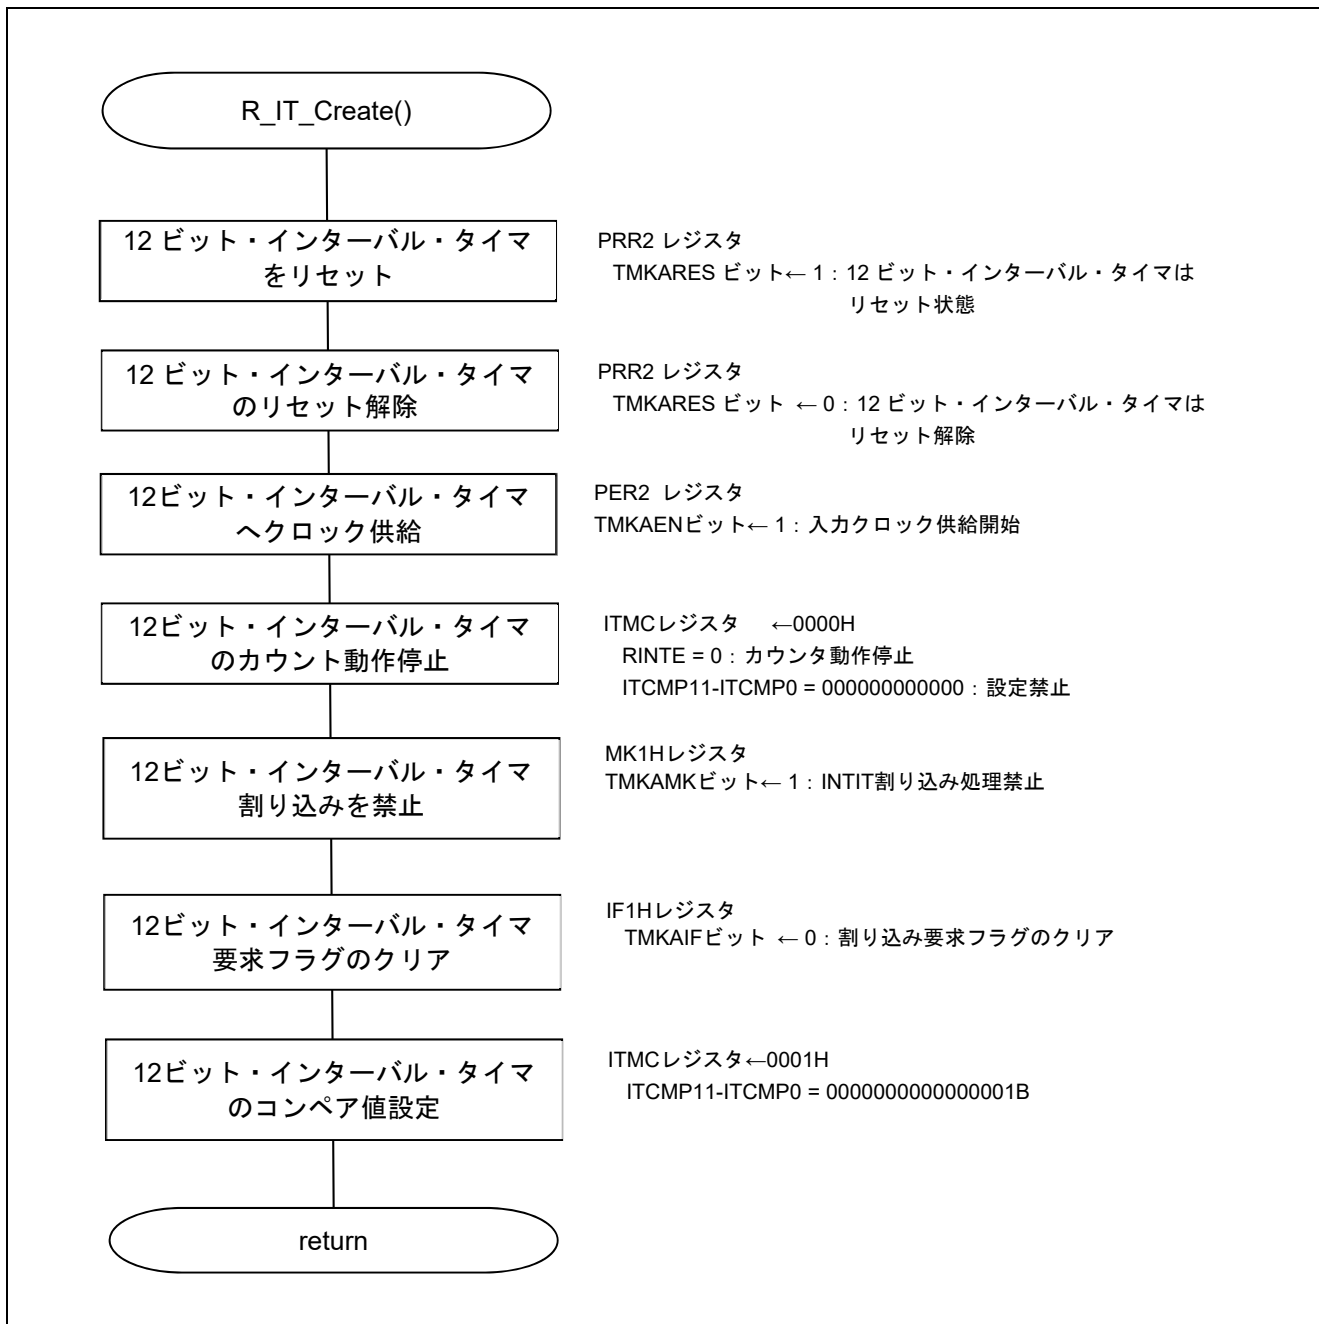 R_IT_Create()
12 ビット・インターバル・タイマ
をリセット
PRR2 レジスタ
TMKARES ビット← 1：12 ビット・インターバル・タイマは
リセット状態
12 ビット・インターバル・タイマ
のリセット解除
PRR2 レジスタ
TMKARES ビット ← 0：12 ビット・インターバル・タイマは
リセット解除
12ビット・インターバル・タイマ
へクロック供給
PER2 レジスタ
TMKAENビット← 1：入力クロック供給開始
12ビット・インターバル・タイマ
のカウント動作停止
ITMCレジスタ ←0000H
RINTE = 0：カウンタ動作停止
ITCMP11-ITCMP0 = 000000000000：設定禁止
12ビット・インターバル・タイマ
割り込みを禁止
MK1Hレジスタ
TMKAMKビット← 1：INTIT割り込み処理禁止
12ビット・インターバル・タイマ
要求フラグのクリア
IF1Hレジスタ
TMKAIFビット ← 0：割り込み要求フラグのクリア
12ビット・インターバル・タイマ
のコンペア値設定
ITMCレジスタ←0001H
ITCMP11-ITCMP0 = 0000000000000001B
return